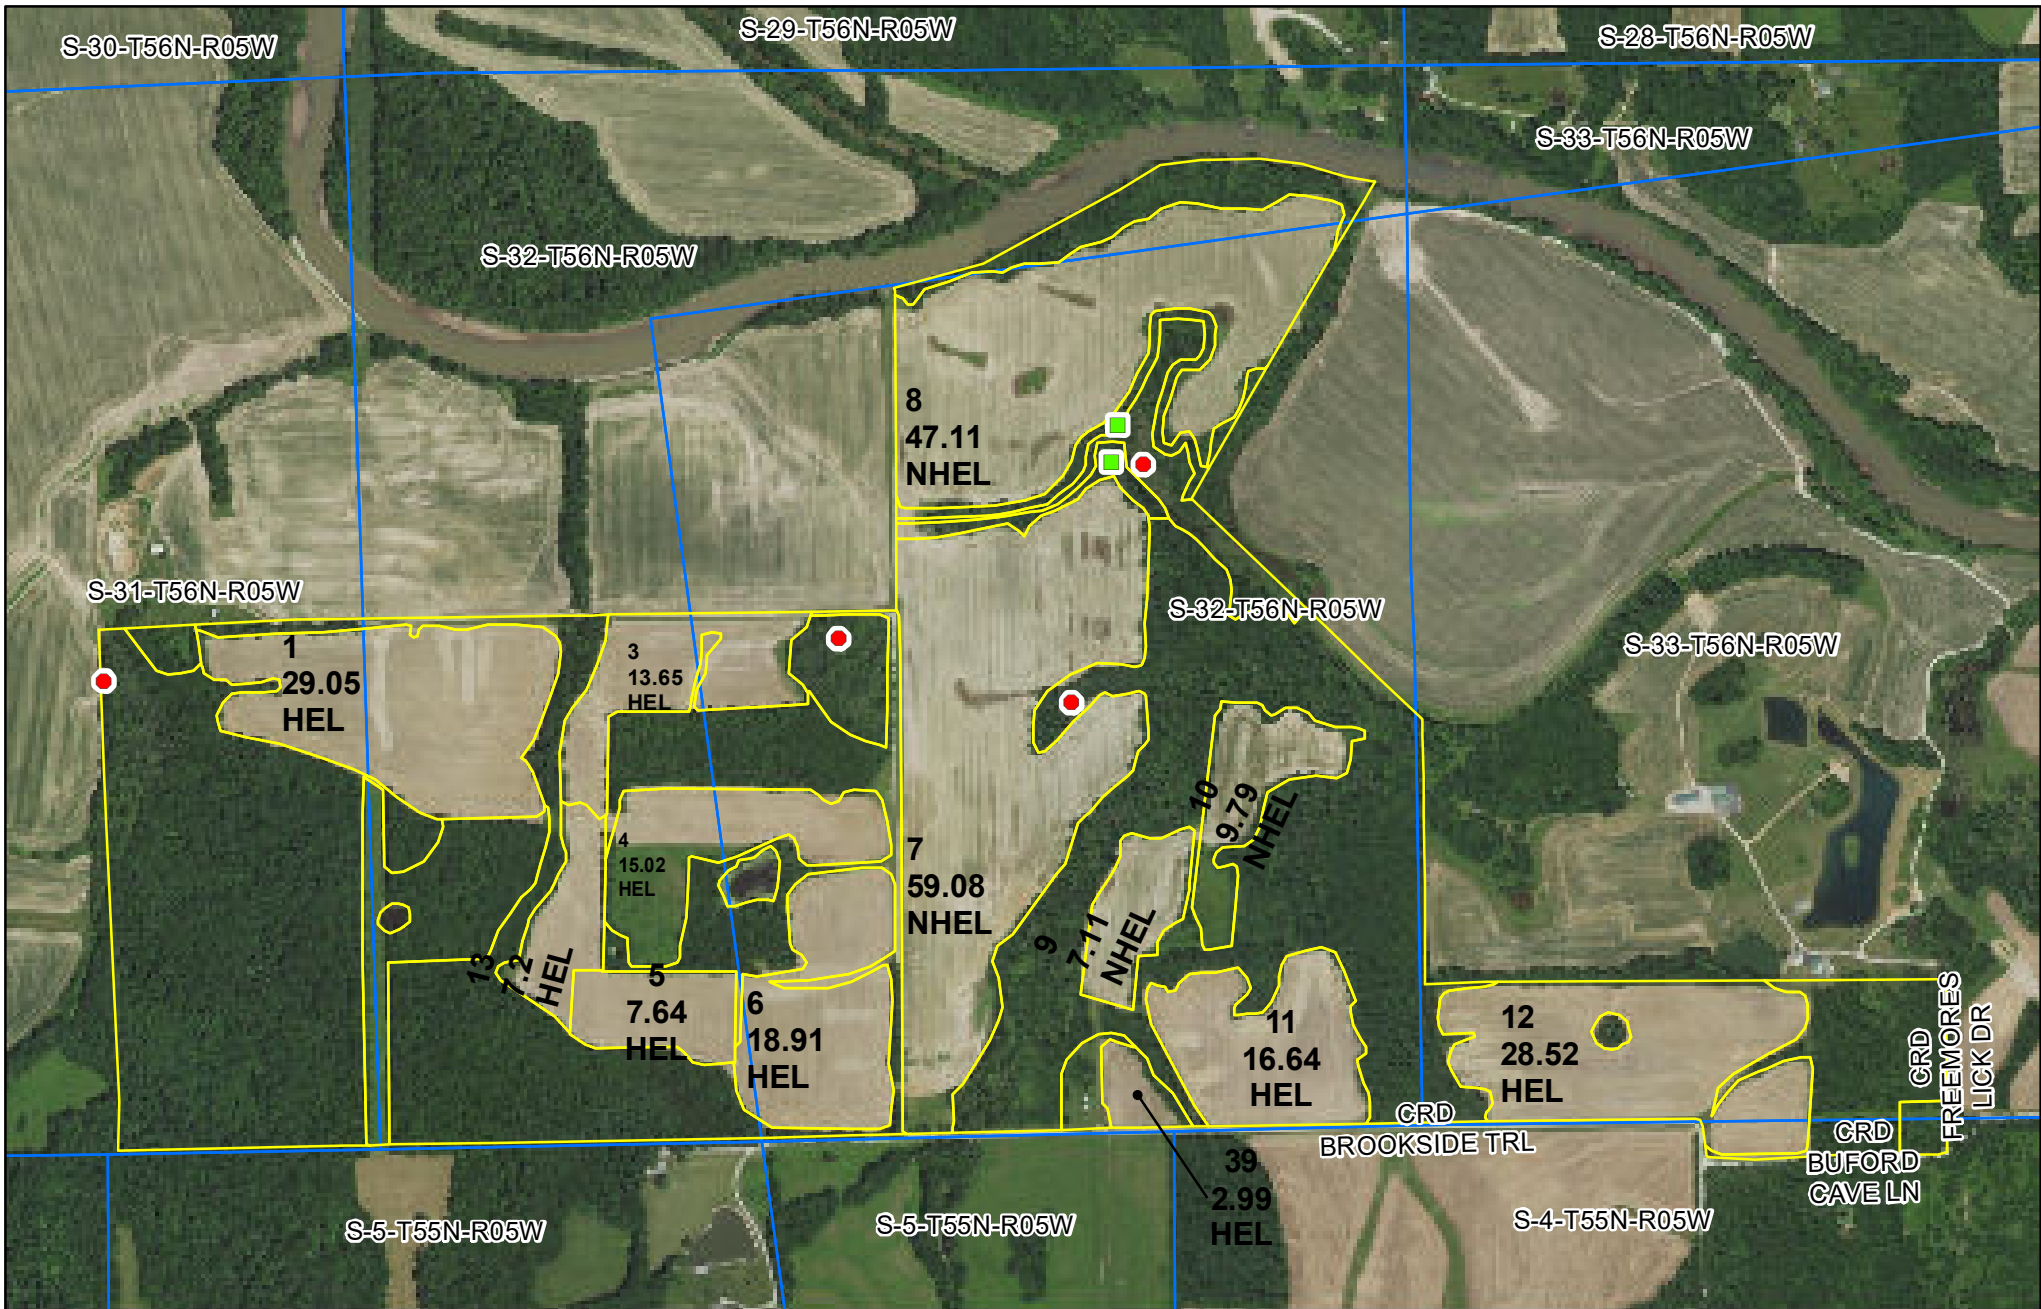 S-30-T56N-R05W
S-29-T56N-R05W
S-28-T56N-R05W
S-33-T56N-R05W
S-32-T56N-R05W
8
47.11
NHEL
S-31-T56N-R05W
S-32-T56N-R05W
S-33-T56N-R05W
1
29.05
HEL
3
13.65
HEL
10
9.79
NHEL
4
15.02
HEL
7
59.08
NHEL
9
7.11
NHEL
13
7.2
HEL
5
7.64
HEL
6
18.91
HEL
11
16.64
HEL
12
28.52
HEL
CRD
FREEMORES
LICK DR
CRD
BROOKSIDE TRL
CRD
BUFORD
CAVE LN
39
2.99
HEL
S-5-T55N-R05W
S-5-T55N-R05W
S-4-T55N-R05W